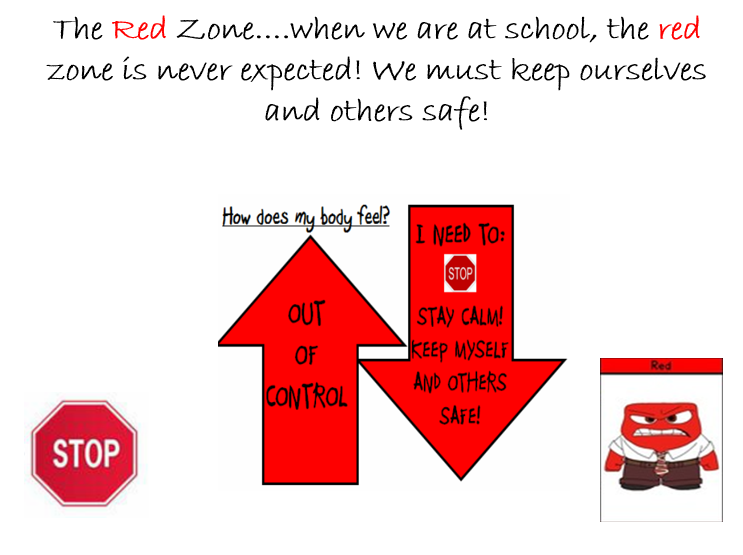 The Red Zone....when we are at school, the red
zone is never expected! We must keep ourselves
and others safe!
How does my body feel?
OUT
OF
CONTROL
I NEED TO:
STOP
STAY CALM!
KEEP MYSELF
AND OTHERS
SAFE!
STOP
Red